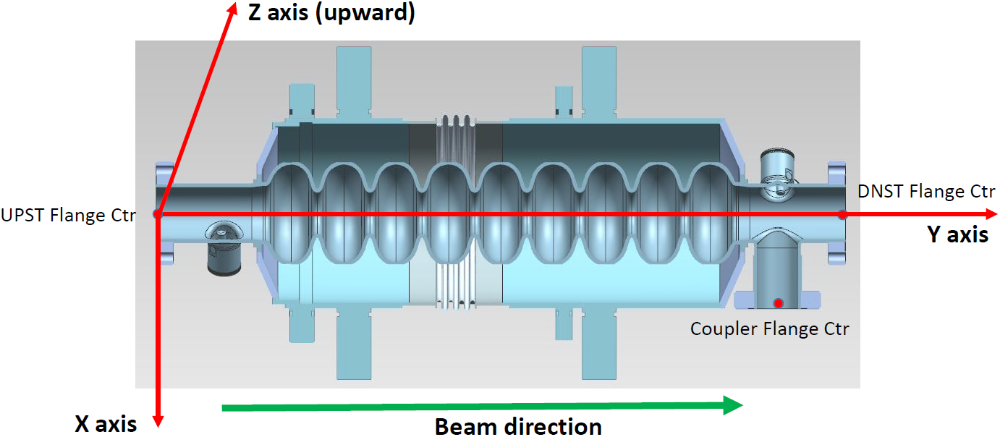 Z axis (upward)
DNST Flange Ctr
UPST Flange Ctr
Y axis
Coupler Flange Ctr
X axis
Beam direction